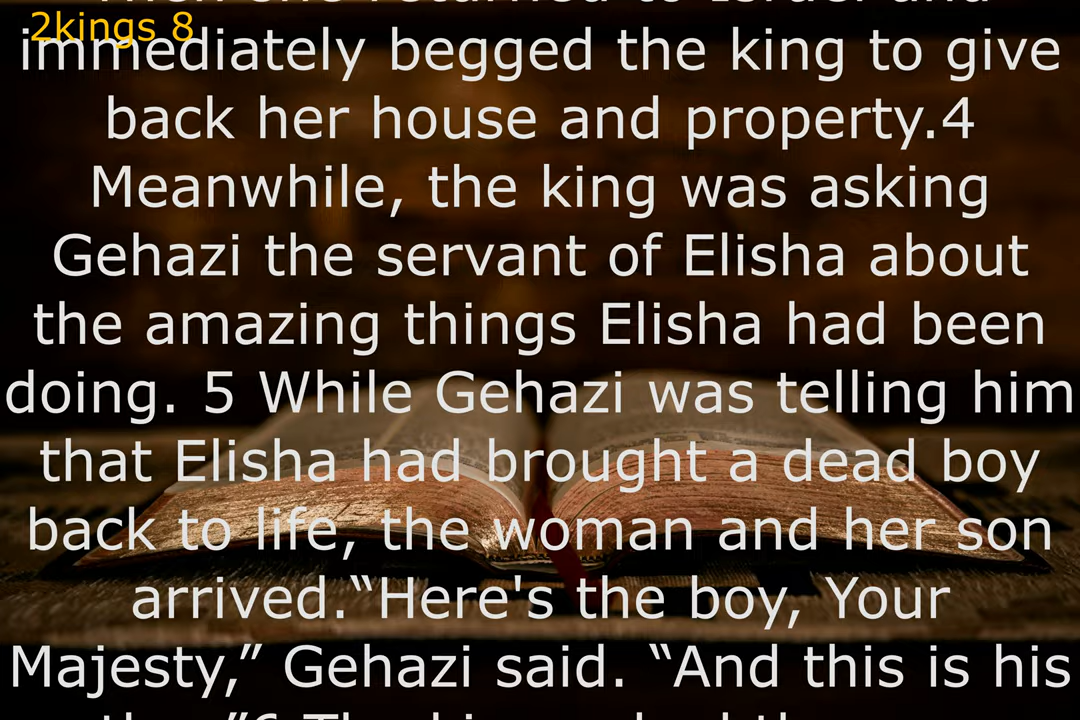 2kings 8
immediately begged the king to give
back her house and property.4
Meanwhile, the king was asking
Gehazi the servant of Elisha about
the amazing things Elisha had been
doing. 5 While Gehazi was telling him
that Elisha had brought a dead boy
back to life, the woman and her son
arrived.“Here's the boy, Your
Majesty,” Gehazi said. “And this is his